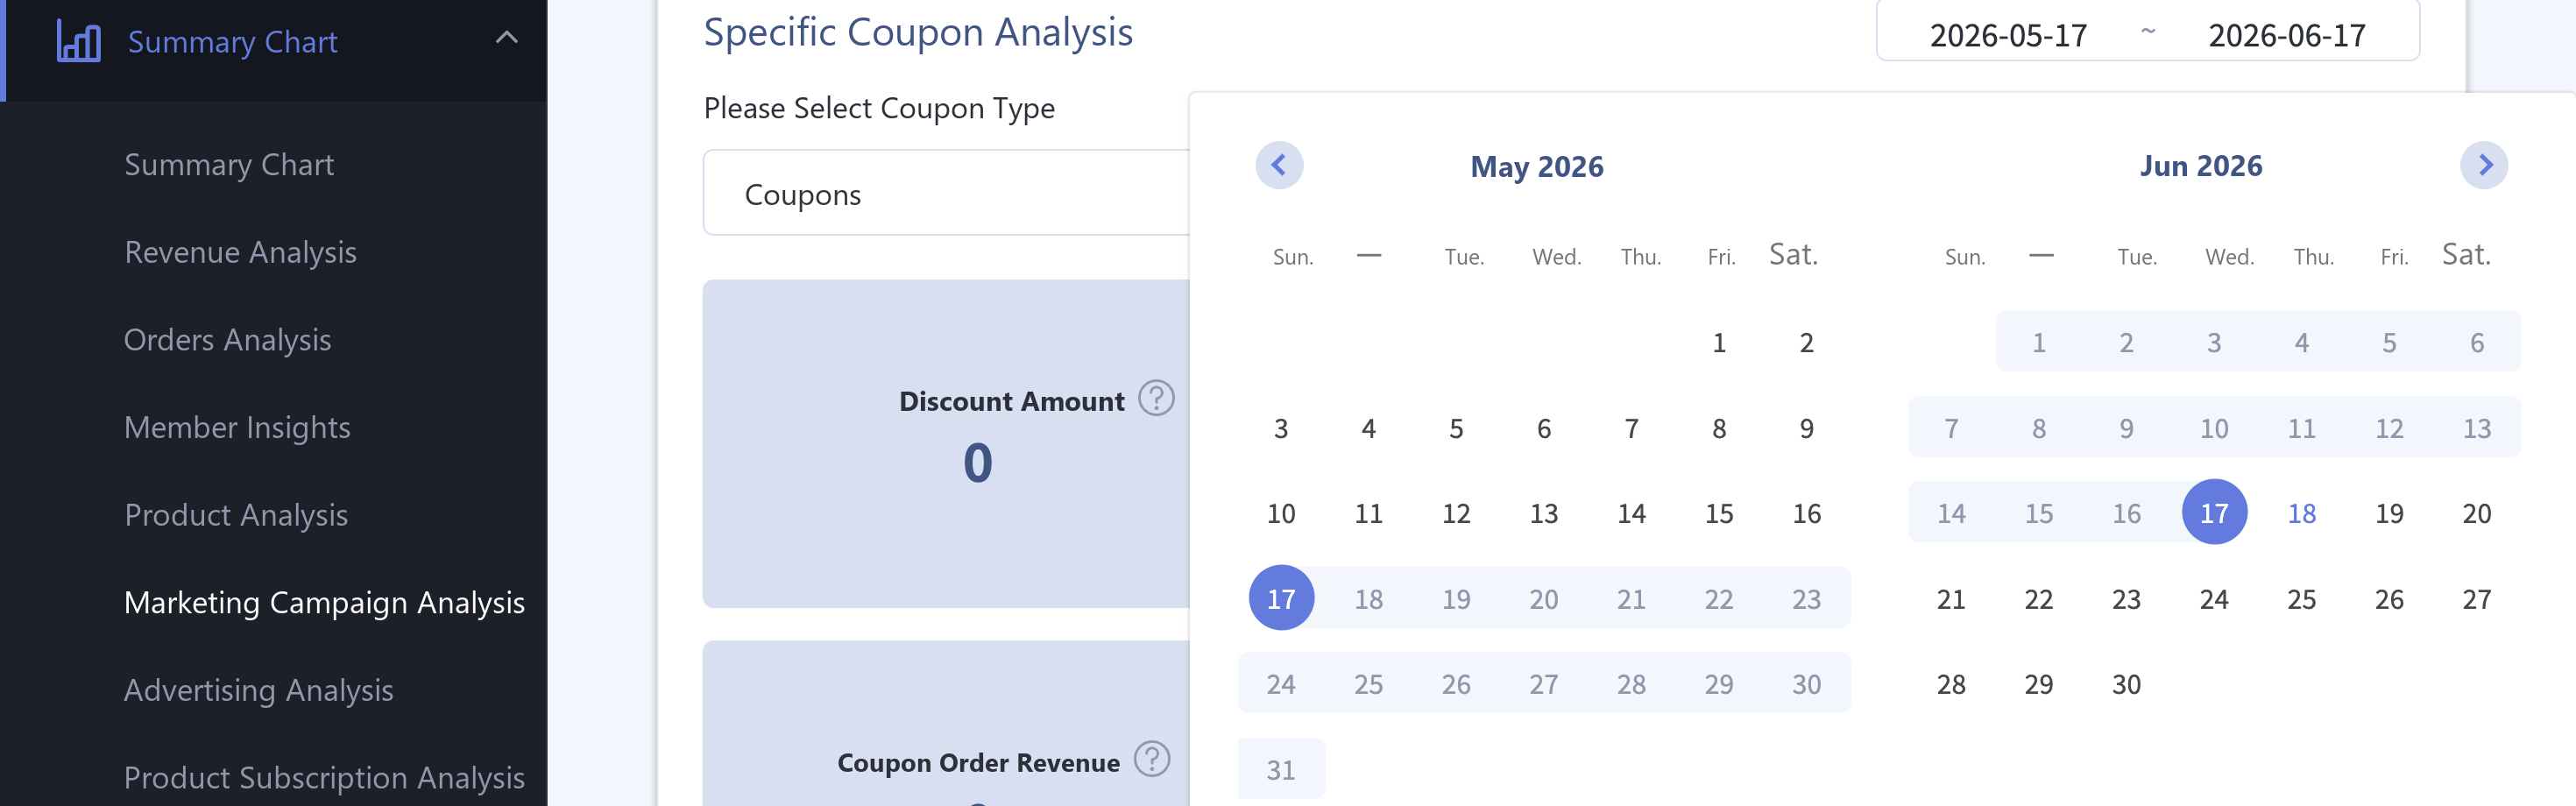 Summary Chart
Summary Chart
Revenue Analysis
Orders Analysis
Member Insights
Product Analysis
Marketing Campaign Analysis
Advertising Analysis
Product Subscription Analysis
Specific Coupon Analysis
2026-05-17 ~ 2026-06-17
Please Select Coupon Type
Coupons
Discount Amount ?
0
Coupon Order Revenue ?
May 2026
Sun. — Tue. Wed. Thu. Fri. Sat.
1 2
3 4 5 6 7 8 9
10 11 12 13 14 15 16
17 18 19 20 21 22 23
24 25 26 27 28 29 30
31
Jun 2026
Sun. — Tue. Wed. Thu. Fri. Sat.
1 2 3 4 5 6
7 8 9 10 11 12 13
14 15 16 17 18 19 20
21 22 23 24 25 26 27
28 29 30